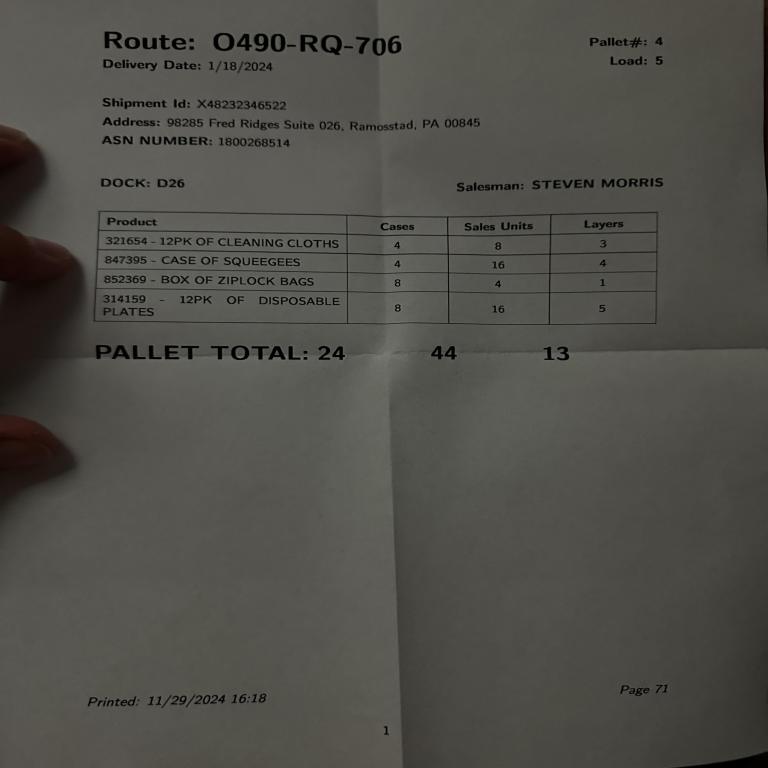 Route: O490-RQ-706
Pallet#: 4
Delivery Date: 1/18/2024
Load: 5
Shipment Id: X48232346522
Address: 98285 Fred Ridges Suite 026, Ramosstad, PA 00845
ASN NUMBER: 1800268514
DOCK: D26
Salesman: STEVEN MORRIS
Product Cases Sales Units Layers
321654 - 12PK OF CLEANING CLOTHS 4 8 3
847395 - CASE OF SQUEEGEES 4 16 4
852369 - BOX OF ZIPLOCK BAGS 8 4 1
314159 - 12PK OF DISPOSABLE
PLATES 8 16 5
PALLET TOTAL: 24 44 13
Printed: 11/29/2024 16:18
Page 71
1